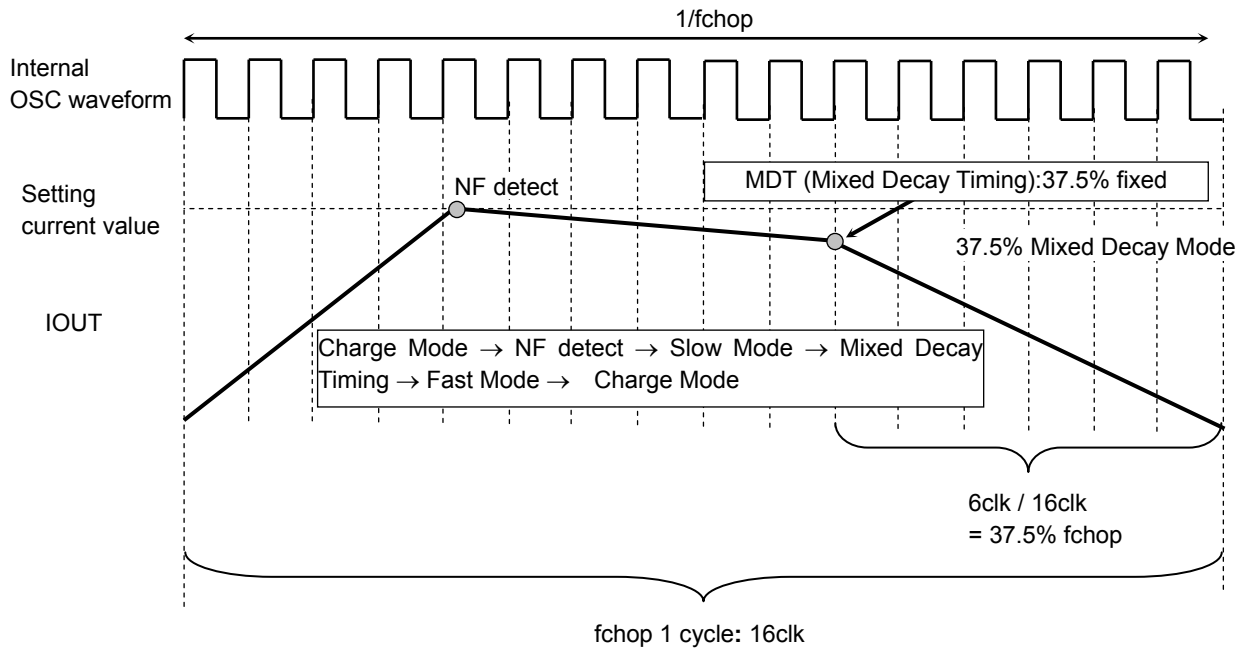 1/fchop
Internal
OSC waveform
Setting
current value
NF detect
MDT (Mixed Decay Timing):37.5% fixed
37.5% Mixed Decay Mode
IOUT
Charge Mode → NF detect → Slow Mode → Mixed Decay
Timing → Fast Mode → Charge Mode
6clk / 16clk
= 37.5% fchop
fchop 1 cycle: 16clk